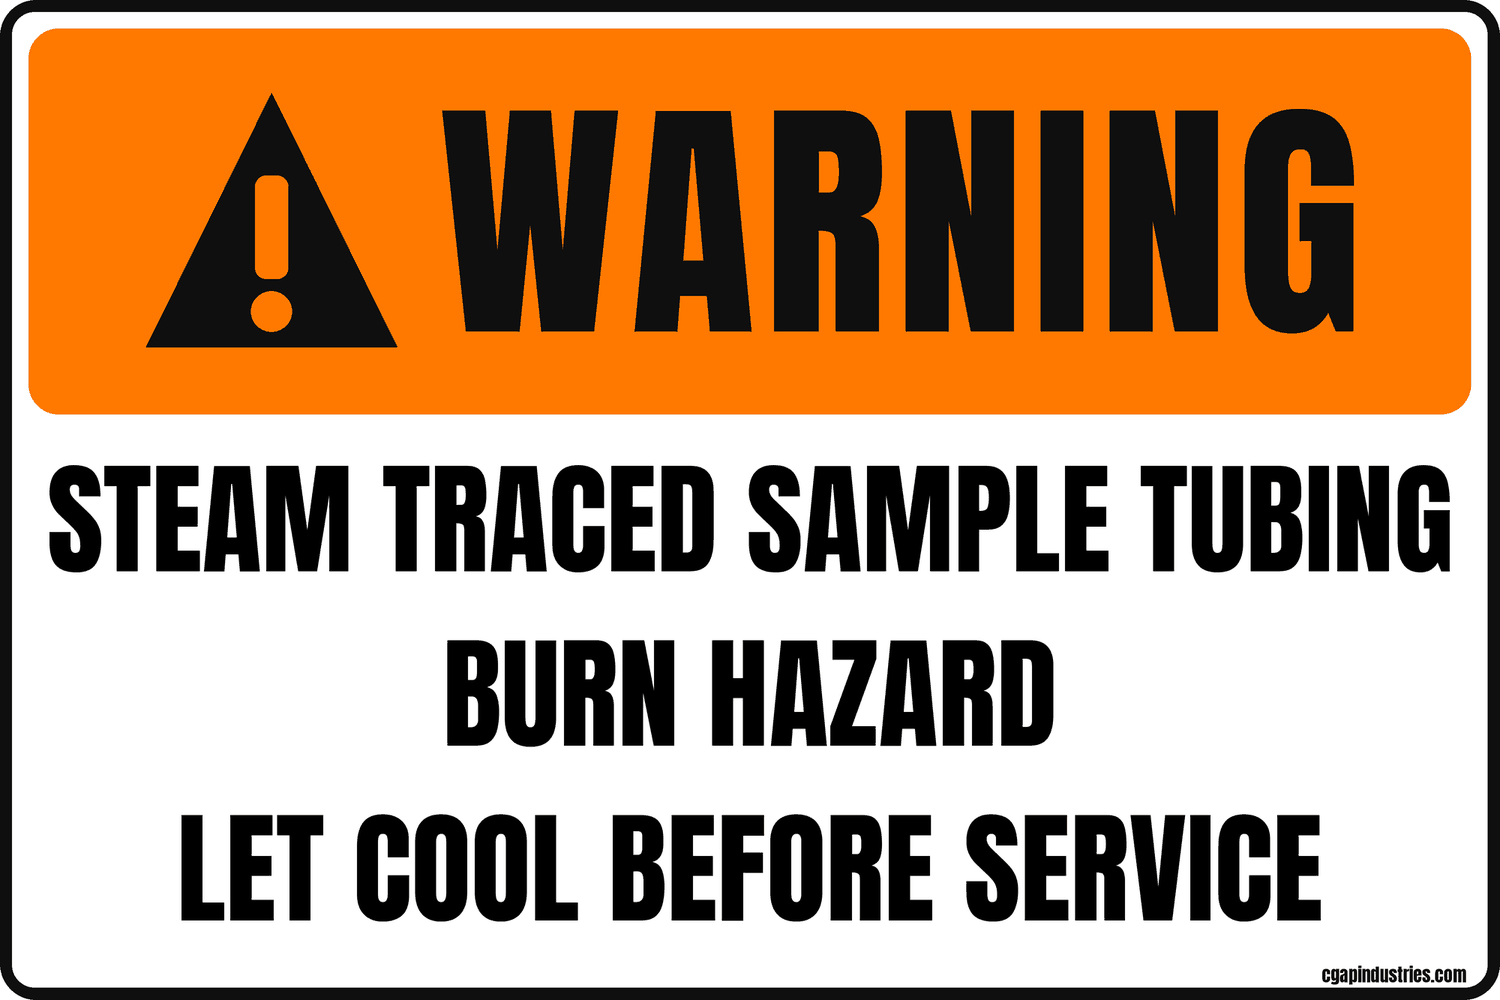 WARNING
STEAM TRACED SAMPLE TUBING
BURN HAZARD
LET COOL BEFORE SERVICE
cgapindustries.com